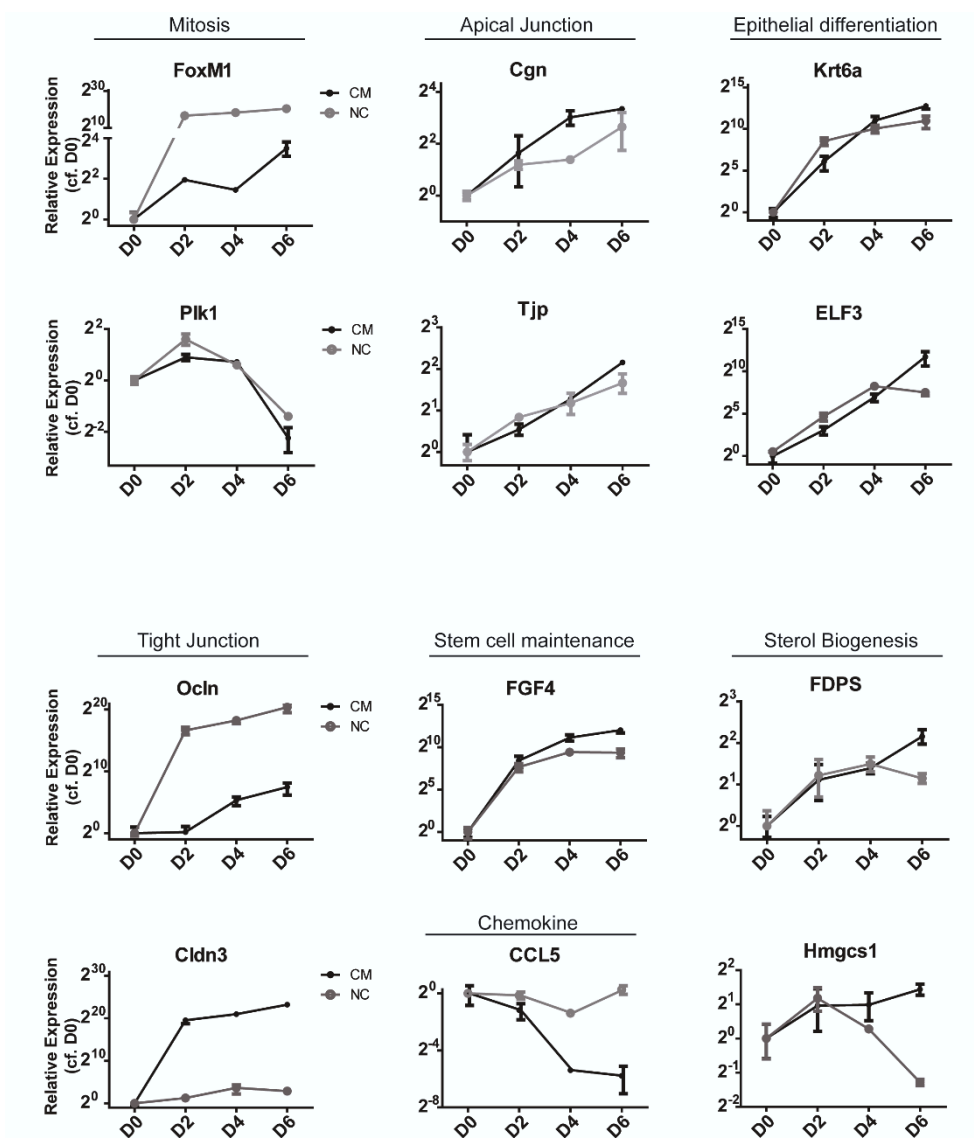 Mitosis
Apical Junction
Epithelial differentiation
FoxM1
Cgn
Krt6a
Relative Expression
(cf. D0)
2^30
2^10
2^4
2^2
2^0
D0 D2 D4 D6
CM
NC
2^4
2^2
2^0
D0 D2 D4 D6
2^15
2^10
2^5
2^0
D0 D2 D4 D6
Plk1
Tjp
ELF3
Relative Expression
(cf. D0)
2^2
2^0
2^-2
D0 D2 D4 D6
CM
NC
2^3
2^2
2^1
2^0
D0 D2 D4 D6
2^15
2^10
2^5
2^0
D0 D2 D4 D6
Tight Junction
Stem cell maintenance
Sterol Biogenesis
Ocln
FGF4
FDPS
Relative Expression
(cf. D0)
2^20
2^10
2^0
D0 D2 D4 D6
CM
NC
2^15
2^10
2^5
2^0
D0 D2 D4 D6
2^3
2^2
2^1
2^0
D0 D2 D4 D6
Chemokine
Cldn3
CCL5
Hmgcs1
Relative Expression
(cf. D0)
2^30
2^20
2^10
2^0
D0 D2 D4 D6
CM
NC
2^0
2^-4
2^-8
D0 D2 D4 D6
2^2
2^1
2^0
2^-1
2^-2
D0 D2 D4 D6